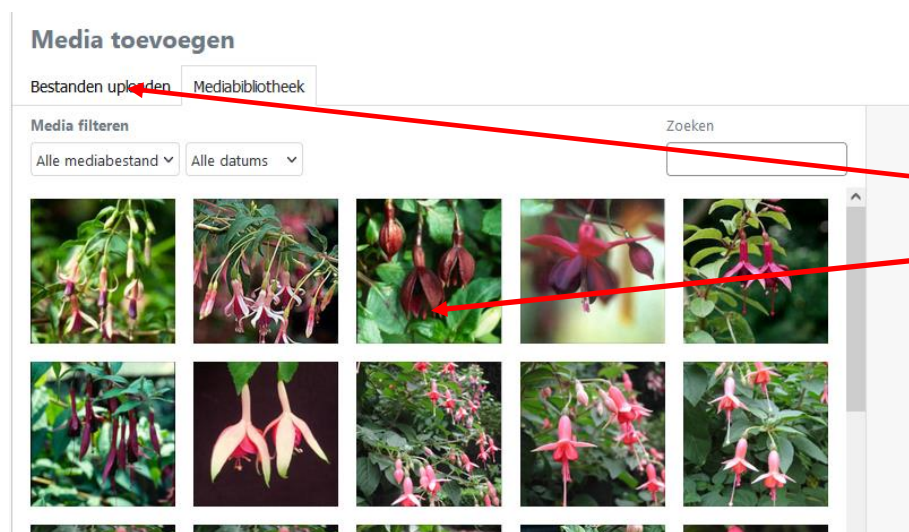 Media toevoegen
Bestanden uploaden Mediabibliotheek
Media filteren Zoeken
Alle mediabestand Alle datums